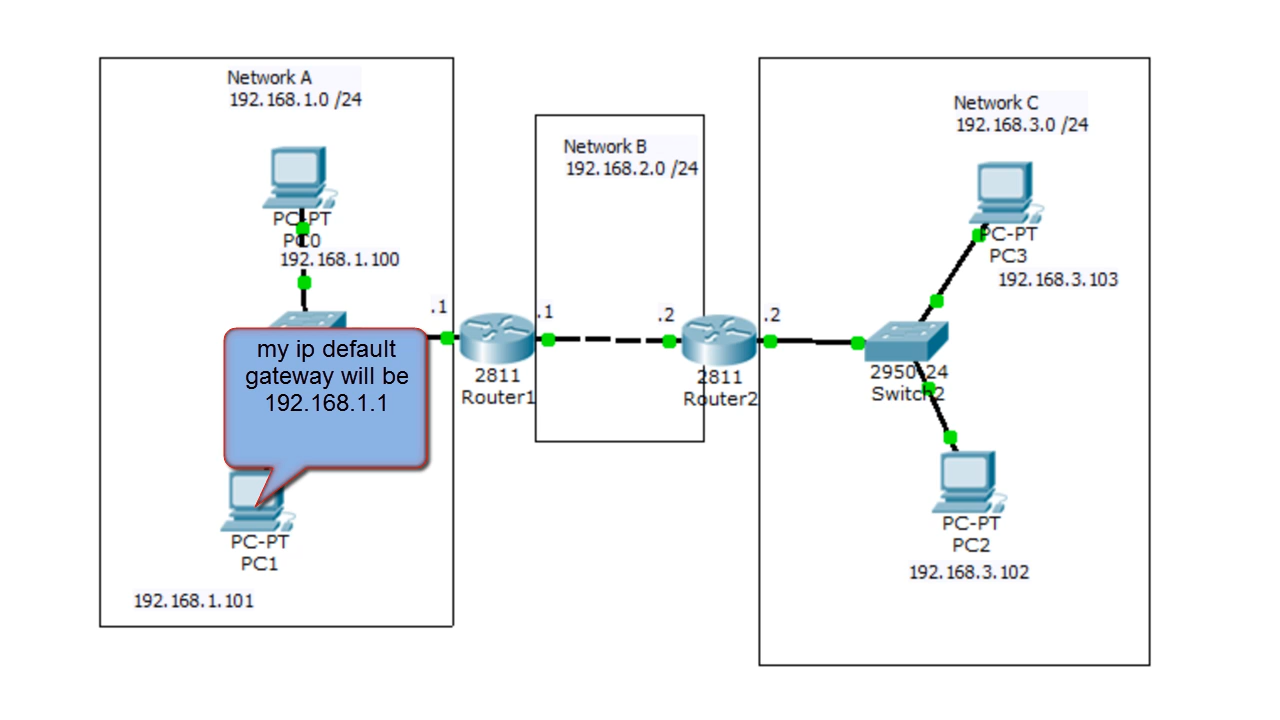 Network A
192.168.1.0 /24
PC-PT
PC0
192.168.1.100
my ip default
gateway will be
192.168.1.1
PC-PT
PC1
192.168.1.101
.1
2811
Router1
.1
Network B
192.168.2.0 /24
.2
2811
Router2
.2
Network C
192.168.3.0 /24
PC-PT
PC3
192.168.3.103
2950-24
Switch2
PC-PT
PC2
192.168.3.102